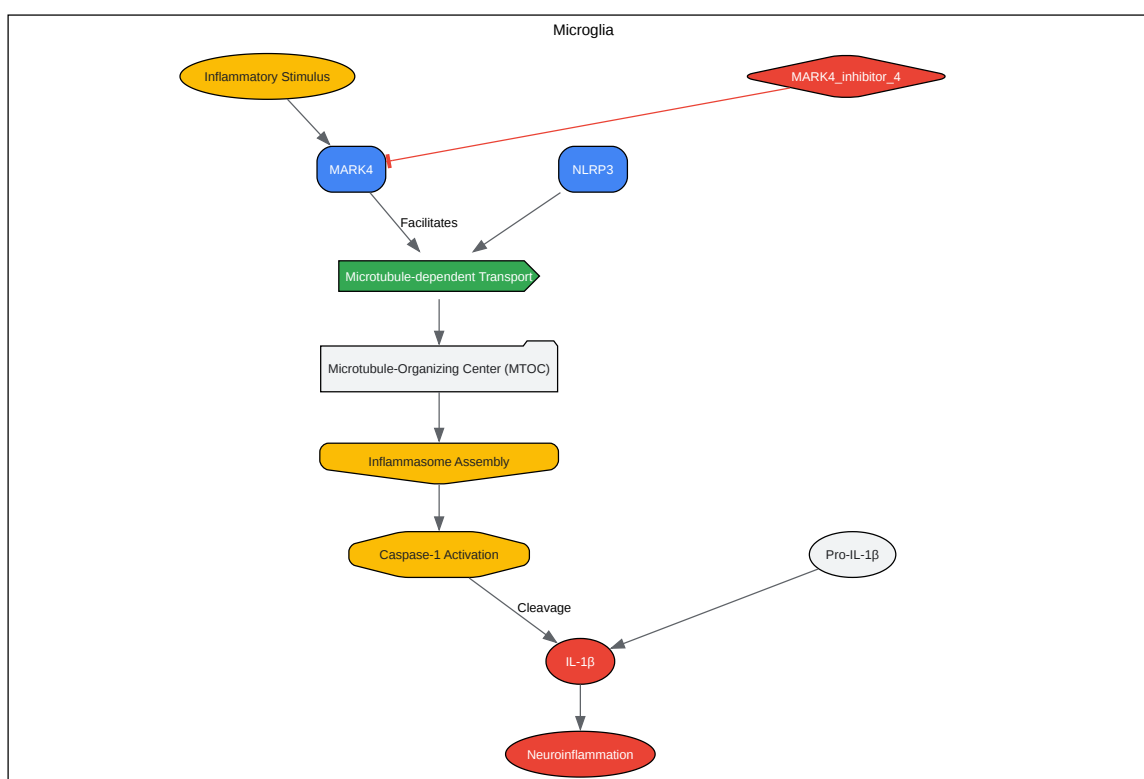 Microglia
Inflammatory Stimulus
MARK4_inhibitor_4
MARK4
NLRP3
Facilitates
Microtubule-dependent Transport
Microtubule-Organizing Center (MTOC)
Inflammasome Assembly
Caspase-1 Activation
Pro-IL-1β
Cleavage
IL-1β
Neuroinflammation